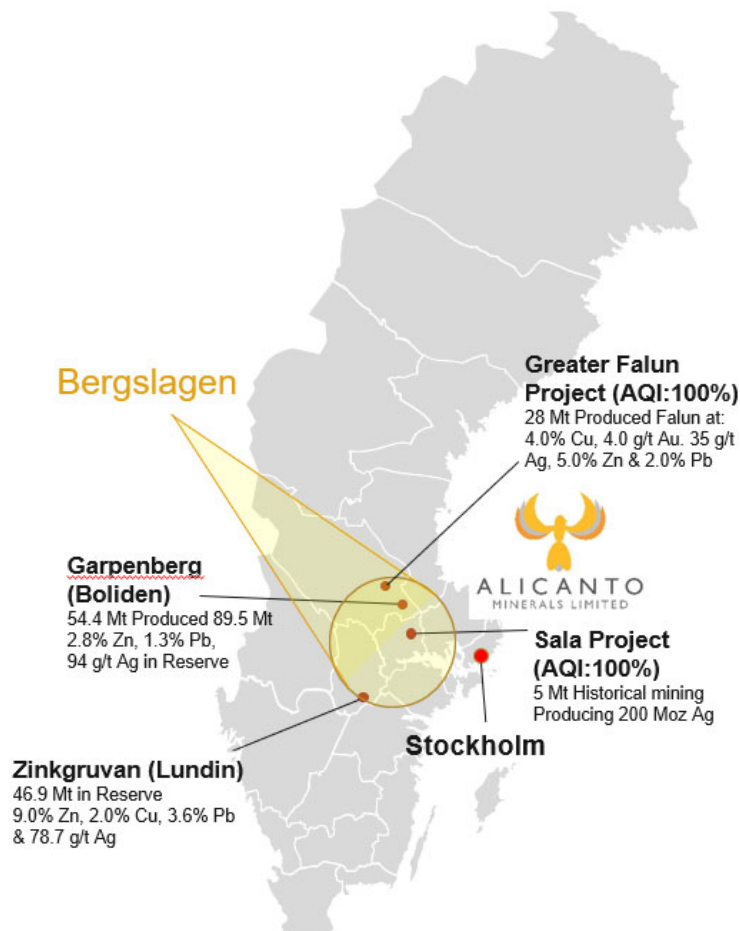 Bergslagen
Greater Falun
Project (AQI:100%)
28 Mt Produced Falun at:
4.0% Cu, 4.0 g/t Au. 35 g/t
Ag, 5.0% Zn & 2.0% Pb
ALICANTO
MINERALS LIMITED
Garpenberg
(Boliden)
54.4 Mt Produced 89.5 Mt
2.8% Zn, 1.3% Pb,
94 g/t Ag in Reserve
Sala Project
(AQI:100%)
5 Mt Historical mining
Producing 200 Moz Ag
Stockholm
Zinkgruvan (Lundin)
46.9 Mt in Reserve
9.0% Zn, 2.0% Cu, 3.6% Pb
& 78.7 g/t Ag